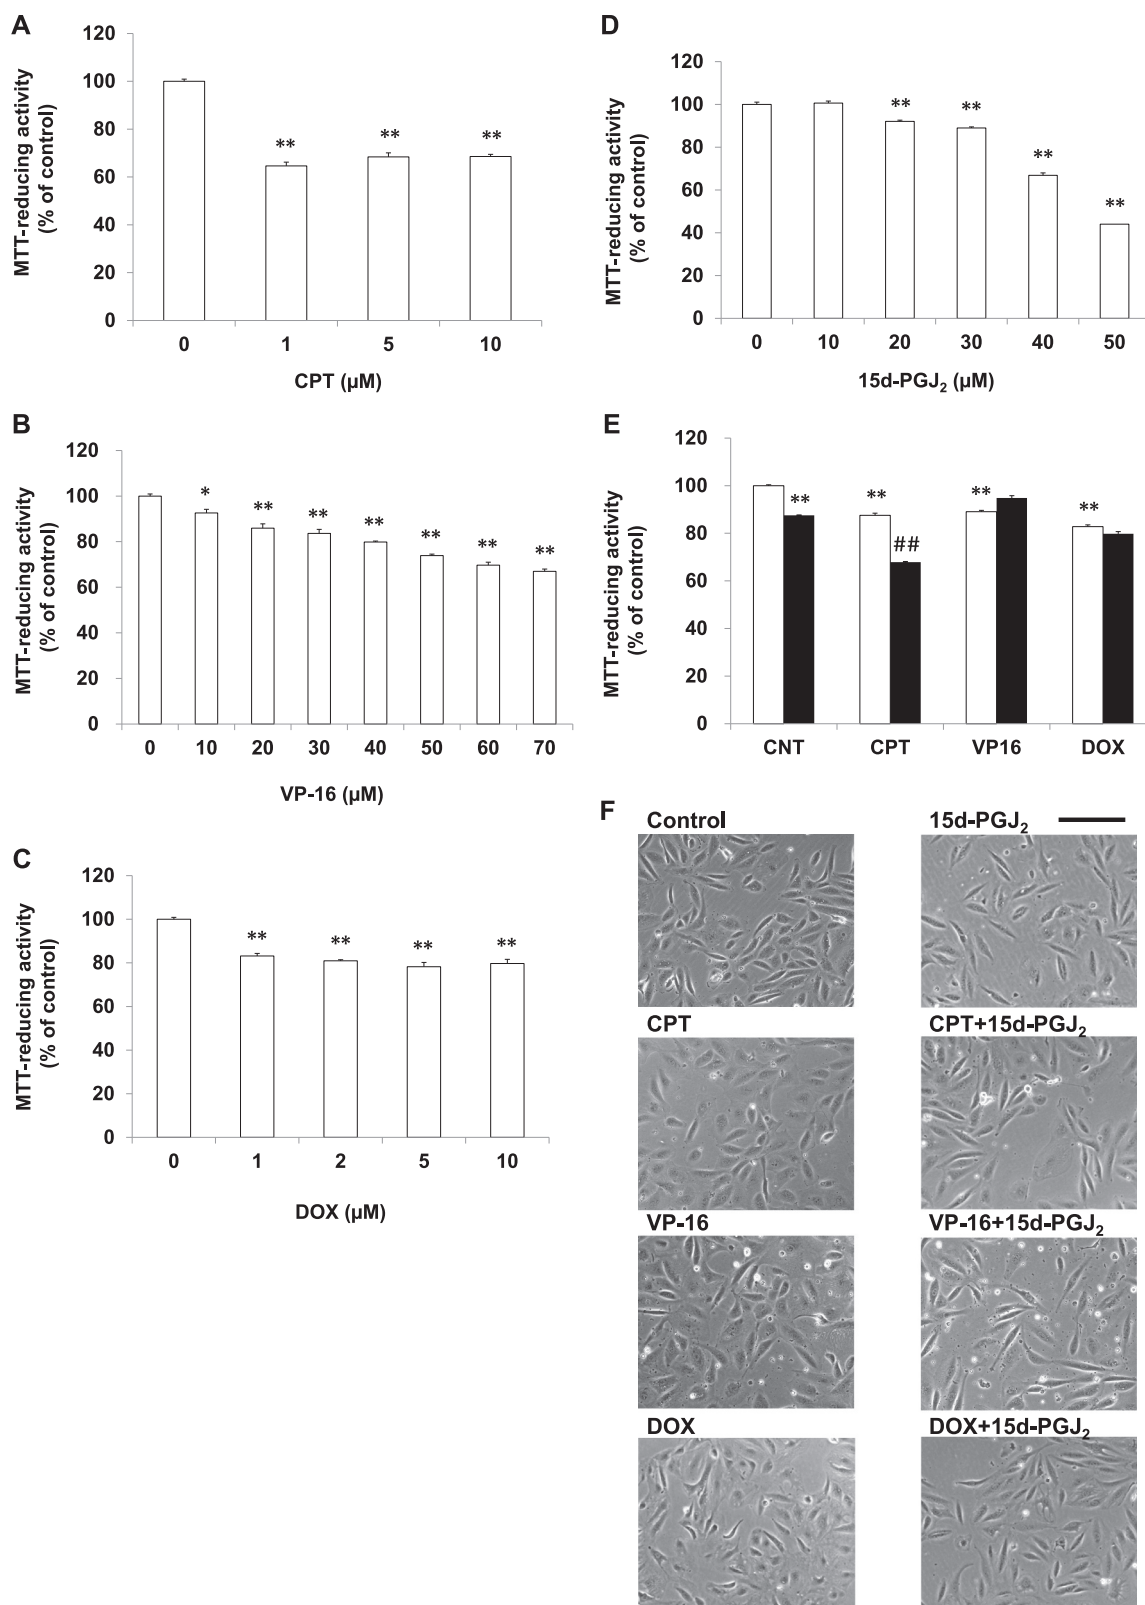 A
MTT-reducing activity
(% of control)
120
100
80
60
40
20
0
**
**
**
0 1 5 10
CPT (µM)
B
MTT-reducing activity
(% of control)
120
100
80
60
40
20
0
*
**
**
**
**
**
**
0 10 20 30 40 50 60 70
VP-16 (µM)
C
MTT-reducing activity
(% of control)
120
100
80
60
40
20
0
**
**
**
**
0 1 2 5 10
DOX (µM)
D
MTT-reducing activity
(% of control)
120
100
80
60
40
20
0
**
**
**
**
0 10 20 30 40 50
15d-PGJ₂ (µM)
E
MTT-reducing activity
(% of control)
120
100
80
60
40
20
0
**
**
##
**
**
CNT CPT VP16 DOX
F
Control
15d-PGJ₂
CPT
CPT+15d-PGJ₂
VP-16
VP-16+15d-PGJ₂
DOX
DOX+15d-PGJ₂